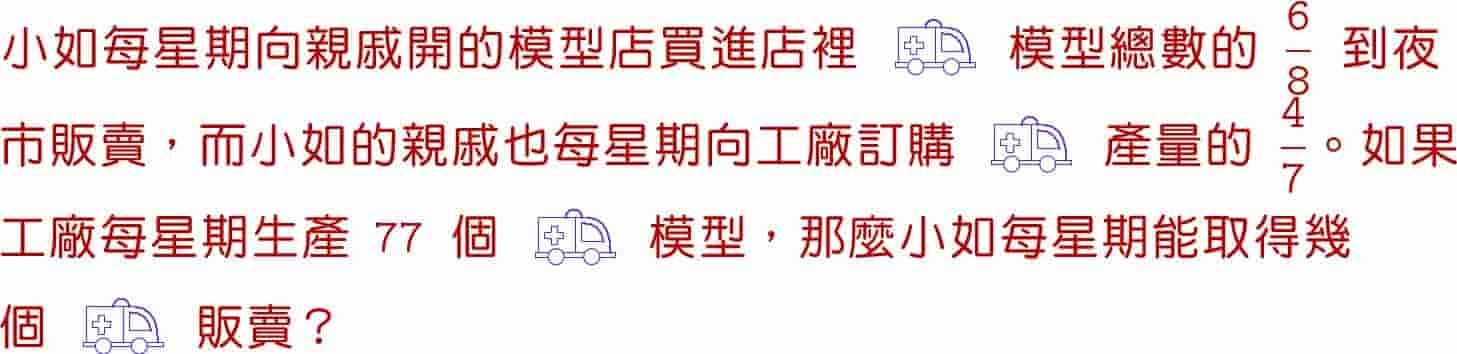 小如每星期向親戚開的模型店買進店裡 模型總數的 6/8 到夜
市販賣，而小如的親戚也每星期向工廠訂購 產量的 4/7。如果
工廠每星期生產 77 個 模型，那麼小如每星期能取得幾
個 販賣？